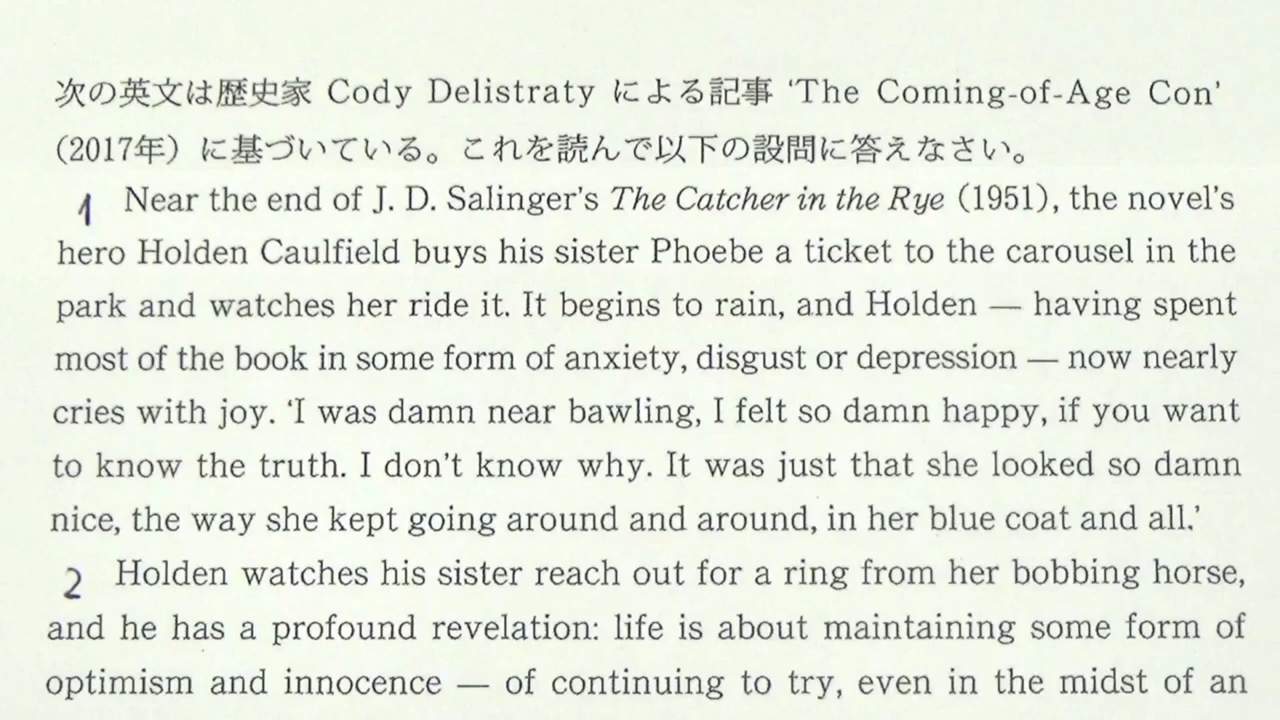 次の英文は歴史家 Cody Delistraty による記事 ‘The Coming-of-Age Con’
(2017年) に基づいている。これを読んで以下の設問に答えなさい。
1 Near the end of J. D. Salinger’s The Catcher in the Rye (1951), the novel’s
hero Holden Caulfield buys his sister Phoebe a ticket to the carousel in the
park and watches her ride it. It begins to rain, and Holden — having spent
most of the book in some form of anxiety, disgust or depression — now nearly
cries with joy. ‘I was damn near bawling, I felt so damn happy, if you want
to know the truth. I don’t know why. It was just that she looked so damn
nice, the way she kept going around and around, in her blue coat and all.’
2 Holden watches his sister reach out for a ring from her bobbing horse,
and he has a profound revelation: life is about maintaining some form of
optimism and innocence — of continuing to try, even in the midst of an